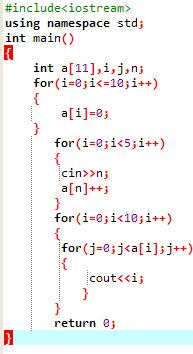 #include<iostream>
using namespace std;
int main()
{
int a[11],i,j,n;
for(i=0;i<=10;i++)
{
a[i]=0;
}
for(i=0;i<5;i++)
{
cin>>n;
a[n]++;
}
for(i=0;i<10;i++)
{
for(j=0;j<a[i];j++)
{
cout<<i;
}
}
return 0;
}